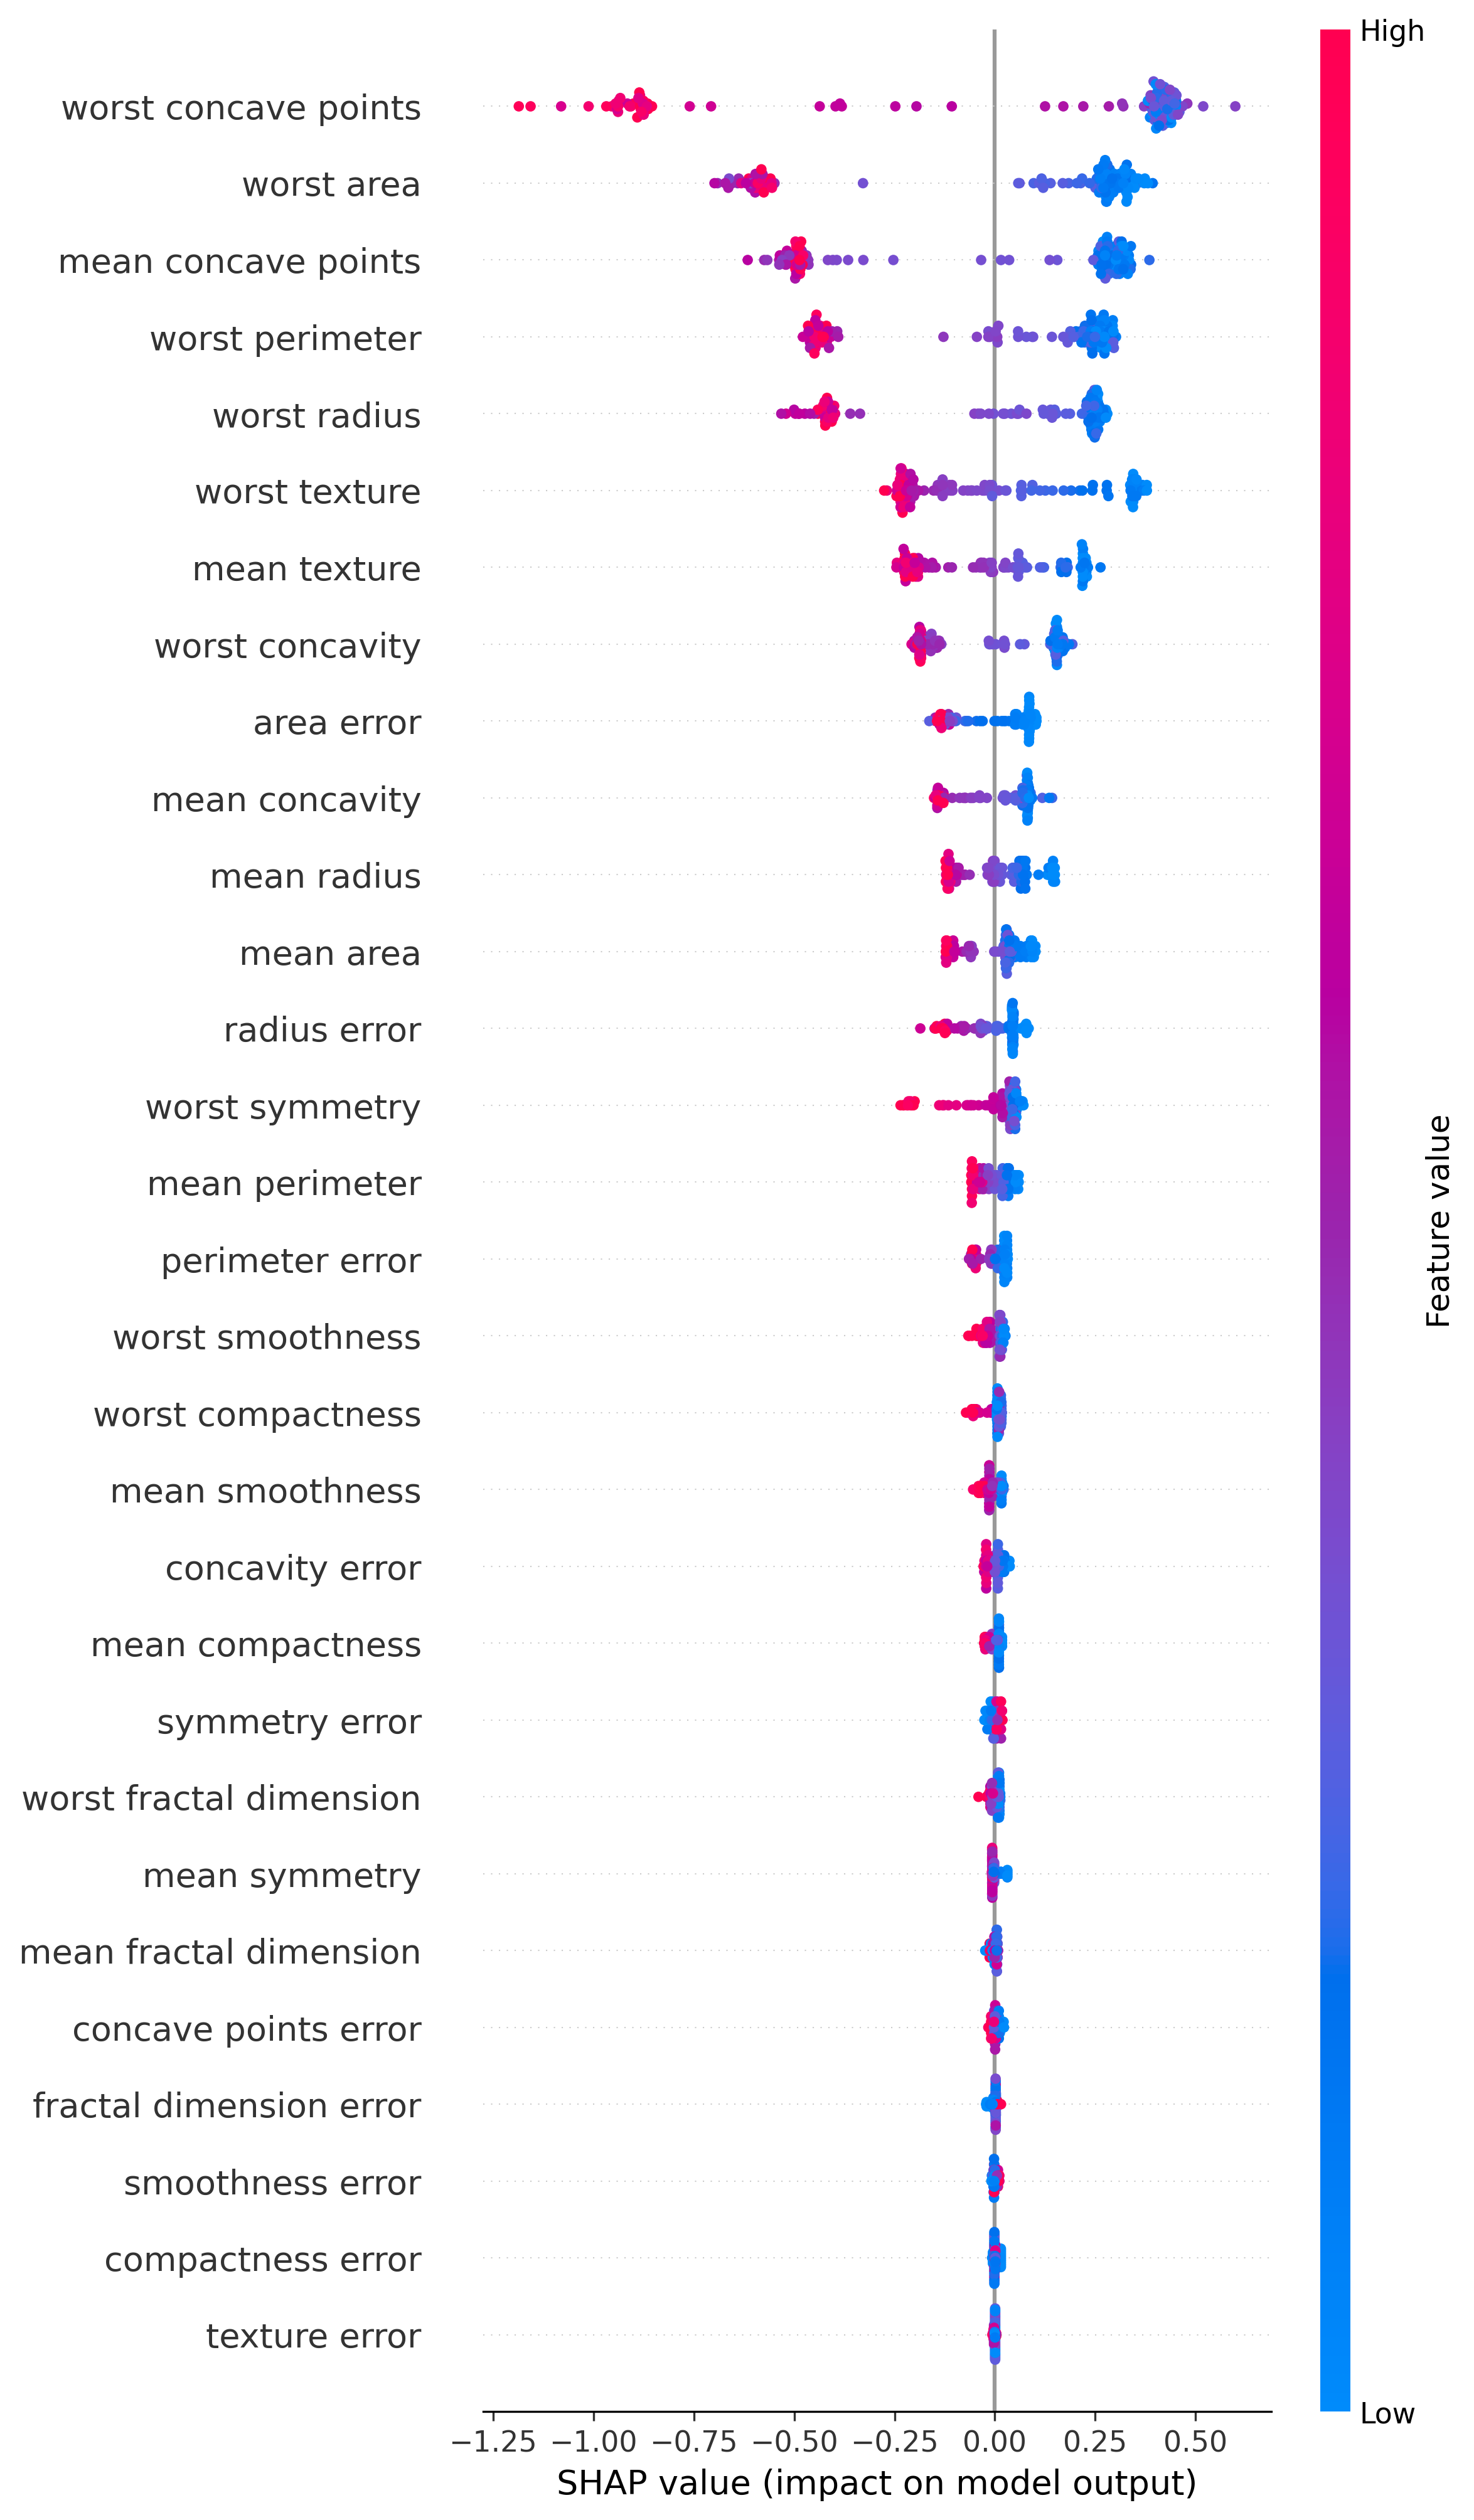 High
worst concave points
worst area
mean concave points
worst perimeter
worst radius
worst texture
mean texture
worst concavity
area error
mean concavity
mean radius
mean area
radius error
worst symmetry
mean perimeter
perimeter error
worst smoothness
worst compactness
mean smoothness
concavity error
mean compactness
symmetry error
worst fractal dimension
mean symmetry
mean fractal dimension
concave points error
fractal dimension error
smoothness error
compactness error
texture error
Feature value
Low
−1.25 −1.00 −0.75 −0.50 −0.25 0.00 0.25 0.50
SHAP value (impact on model output)